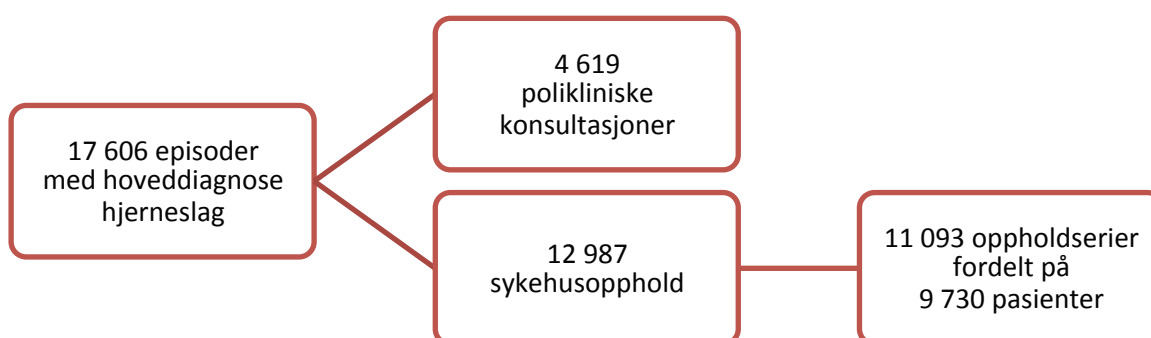 17 606 episoder
med hoveddiagnose
hjerneslag
4 619
polikliniske
konsultasjoner
12 987
sykehusopphold
11 093 oppholdserier
fordelt på
9 730 pasienter